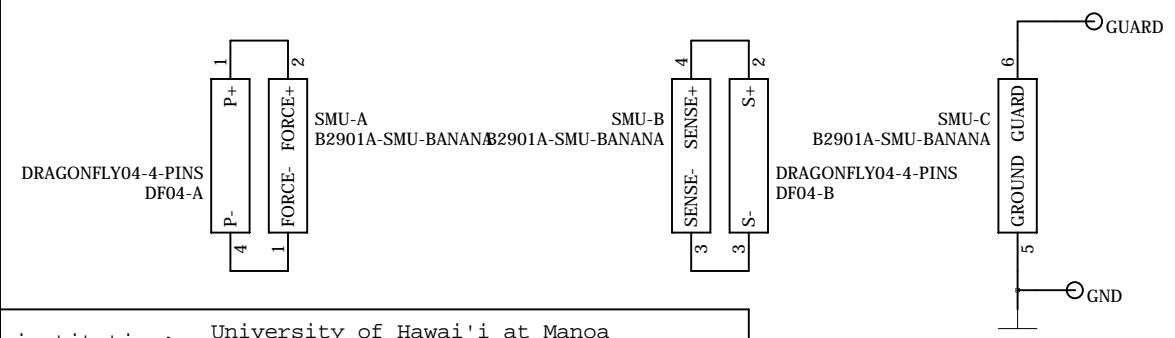 GUARD
1
2
4
2
6
P+
FORCE+
SENSE+
S+
GUARD
SMU-A
B2901A-SMU-BANANA
SMU-B
B2901A-SMU-BANANA
SMU-C
B2901A-SMU-BANANA
DRAGONFLY04-4-PINS
DF04-A
DRAGONFLY04-4-PINS
DF04-B
P-
FORCE-
SENSE-
S-
GROUND
4
1
3
3
5
GND
University of Hawai'i at Manoa